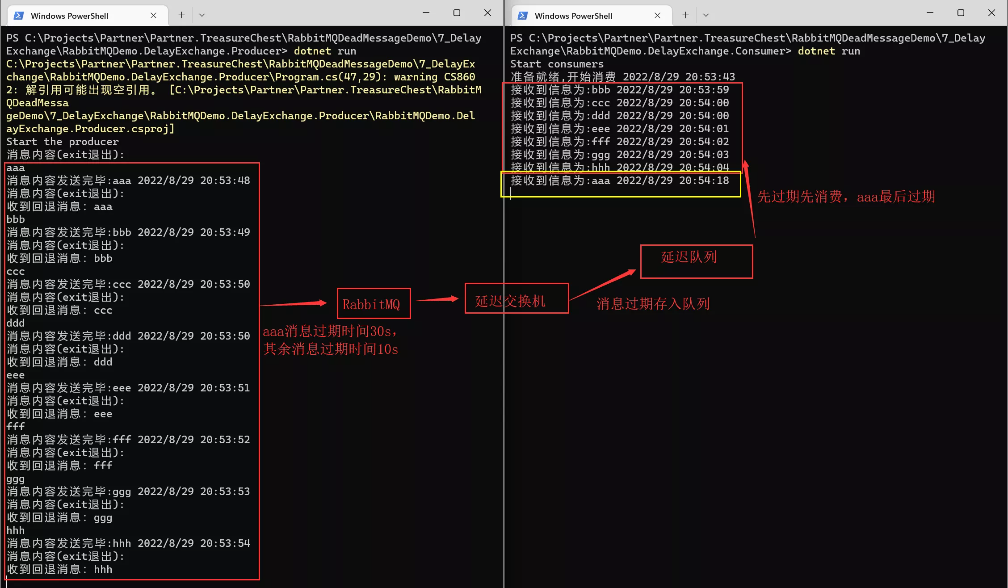 Windows PowerShell
PS C:\Projects\Partner\Partner.TreasureChest\RabbitMQDeadMessageDemo\7_DelayE
xchange\RabbitMQDemo.DelayExchange.Producer> dotnet run
C:\Projects\Partner\Partner.TreasureChest\RabbitMQDeadMessageDemo\7_DelayExch
ange\RabbitMQDemo.DelayExchange.Producer\Program.cs(47,29): warning CS860
2: 解引用可能出现空引用。 [C:\Projects\Partner\Partner.TreasureChest\RabbitM
QDeadMessa
geDemo\7_DelayExchange\RabbitMQDemo.DelayExchange.Producer\RabbitMQDemo.Del
ayExchange.Producer.csproj]
Start the producer
消息内容(exit退出):
aaa
消息内容发送完毕:aaa 2022/8/29 20:53:48
消息内容(exit退出):
收到回退消息: aaa
bbb
消息内容发送完毕:bbb 2022/8/29 20:53:49
消息内容(exit退出):
收到回退消息: bbb
ccc
消息内容发送完毕:ccc 2022/8/29 20:53:50
消息内容(exit退出):
收到回退消息: ccc
ddd
消息内容发送完毕:ddd 2022/8/29 20:53:50
消息内容(exit退出):
收到回退消息: ddd
eee
消息内容发送完毕:eee 2022/8/29 20:53:51
消息内容(exit退出):
收到回退消息: eee
fff
消息内容发送完毕:fff 2022/8/29 20:53:52
消息内容(exit退出):
收到回退消息: fff
ggg
消息内容发送完毕:ggg 2022/8/29 20:53:53
消息内容(exit退出):
收到回退消息: ggg
hhh
消息内容发送完毕:hhh 2022/8/29 20:53:54
消息内容(exit退出):
收到回退消息: hhh
RabbitMQ
aaa消息过期时间30s，
其余消息过期时间10s
延迟交换机
消息过期存入队列
延迟队列
先过期先消费，aaa最后过期
Windows PowerShell
PS C:\Projects\Partner\Partner.TreasureChest\RabbitMQDeadMessageDemo\7_Delay
Exchange\RabbitMQDemo.DelayExchange.Consumer> dotnet run
Start consumers
准备就绪,开始消费 2022/8/29 20:53:43
接收到信息为:bbb 2022/8/29 20:53:59
接收到信息为:ccc 2022/8/29 20:54:00
接收到信息为:ddd 2022/8/29 20:54:00
接收到信息为:eee 2022/8/29 20:54:01
接收到信息为:fff 2022/8/29 20:54:02
接收到信息为:ggg 2022/8/29 20:54:03
接收到信息为:hhh 2022/8/29 20:54:04
接收到信息为:aaa 2022/8/29 20:54:18